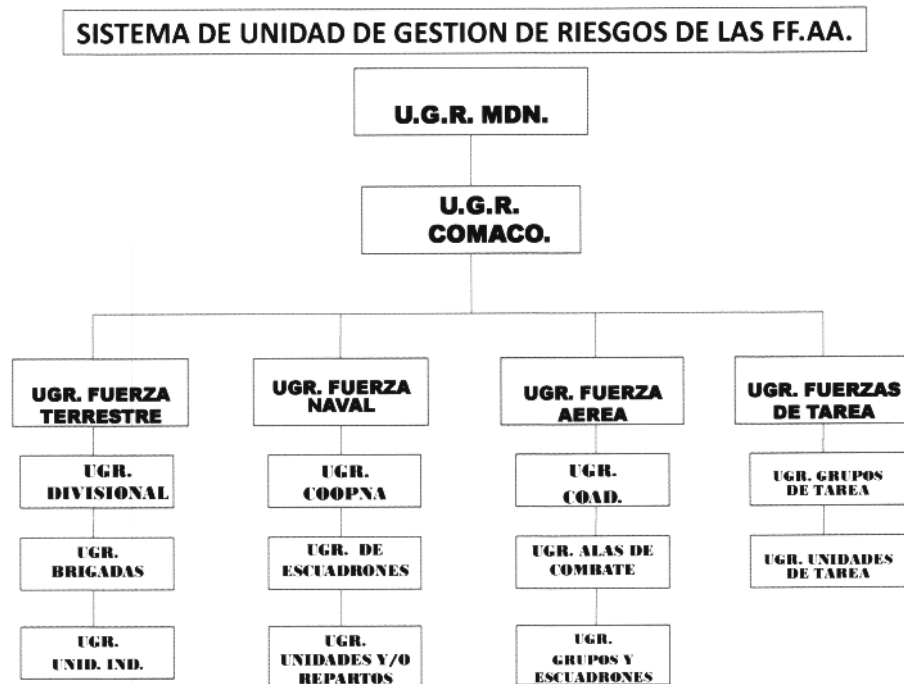 SISTEMA DE UNIDAD DE GESTION DE RIESGOS DE LAS FF.AA.
U.G.R. MDN.
U.G.R.
COMACO.
UGR. FUERZA
TERRESTRE
UGR. FUERZA
NAVAL
UGR. FUERZA
AEREA
UGR. FUERZAS
DE TAREA
UGR.
DIVISIONAL
UGR.
COOPNA
UGR.
COAD.
UGR. GRUPOS
DE TAREA
UGR.
BRIGADAS
UGR. DE
ESCUADRONES
UGR. ALAS DE
COMBATE
UGR. UNIDADES
DE TAREA
UGR.
UNID. IND.
UGR.
UNIDADES Y/O
REPARTOS
UGR.
GRUPOS Y
ESCUADRONES